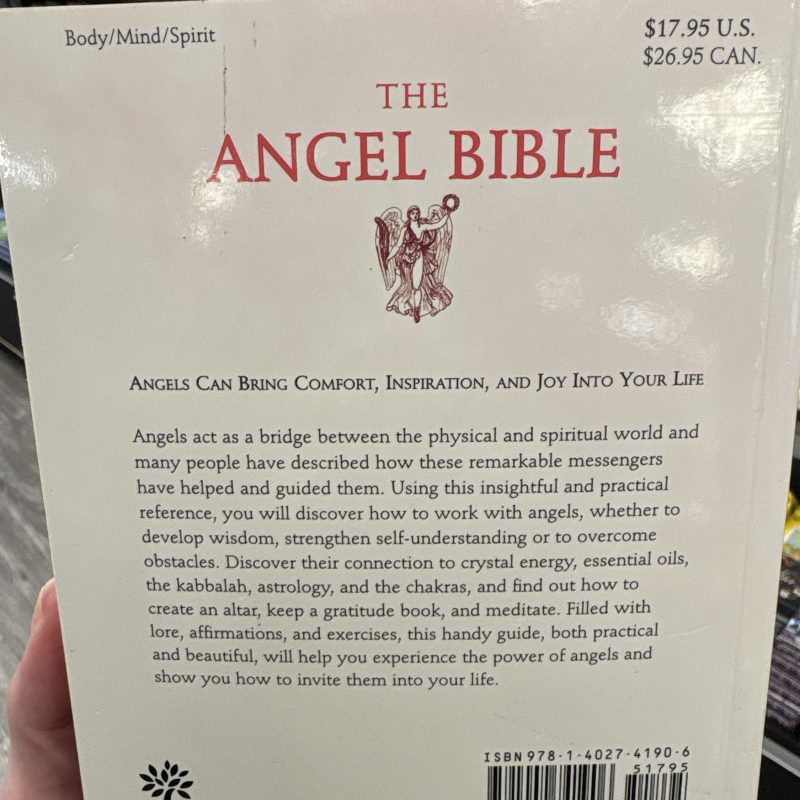 Body/Mind/Spirit
$17.95 U.S.
$26.95 CAN.
THE
ANGEL BIBLE
ANGELS CAN BRING COMFORT, INSPIRATION, AND JOY INTO YOUR LIFE
Angels act as a bridge between the physical and spiritual world and
many people have described how these remarkable messengers
have helped and guided them. Using this insightful and practical
reference, you will discover how to work with angels, whether to
develop wisdom, strengthen self-understanding or to overcome
obstacles. Discover their connection to crystal energy, essential oils,
the kabbalah, astrology, and the chakras, and find out how to
create an altar, keep a gratitude book, and meditate. Filled with
lore, affirmations, and exercises, this handy guide, both practical
and beautiful, will help you experience the power of angels and
show you how to invite them into your life.
ISBN 978-1-4027-4190-6
51795